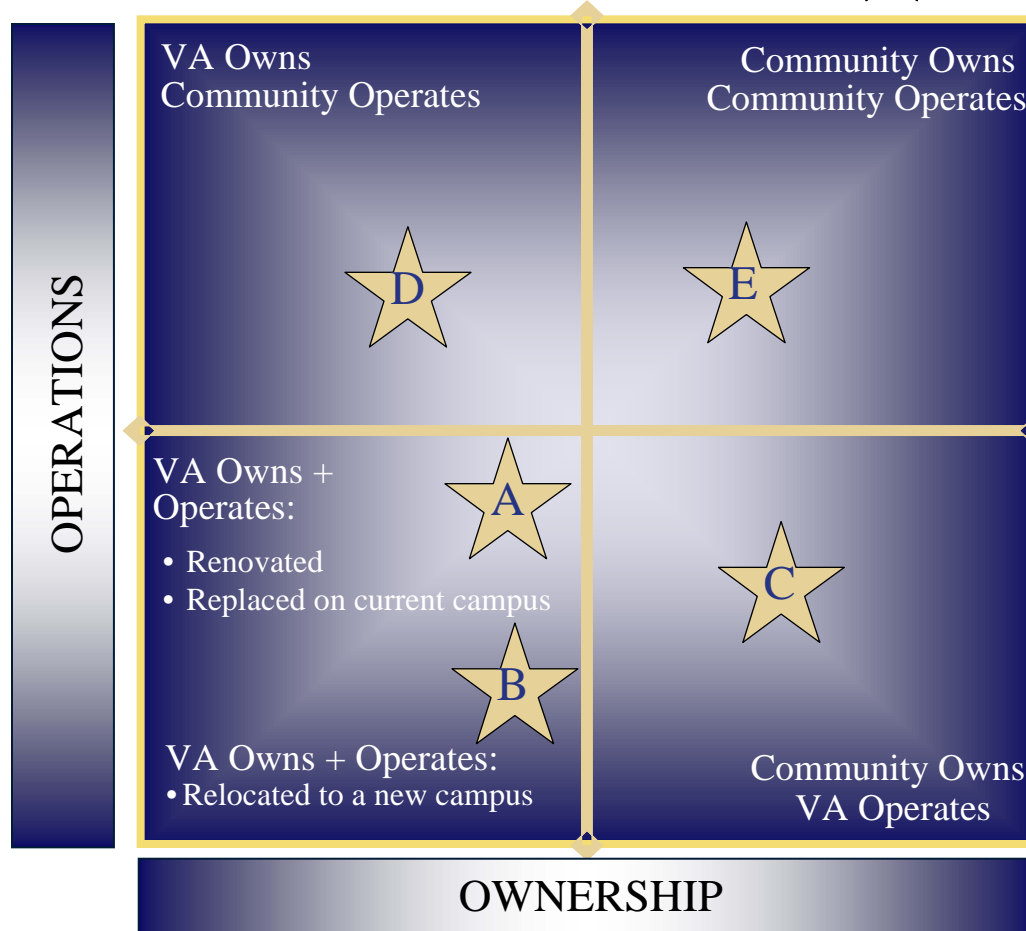 VA Owns
Community Operates
Community Owns
Community Operates
D
E
OPERATIONS
VA Owns +
Operates:
• Renovated
• Replaced on current campus
A
C
B
VA Owns + Operates:
• Relocated to a new campus
Community Owns
VA Operates
OWNERSHIP